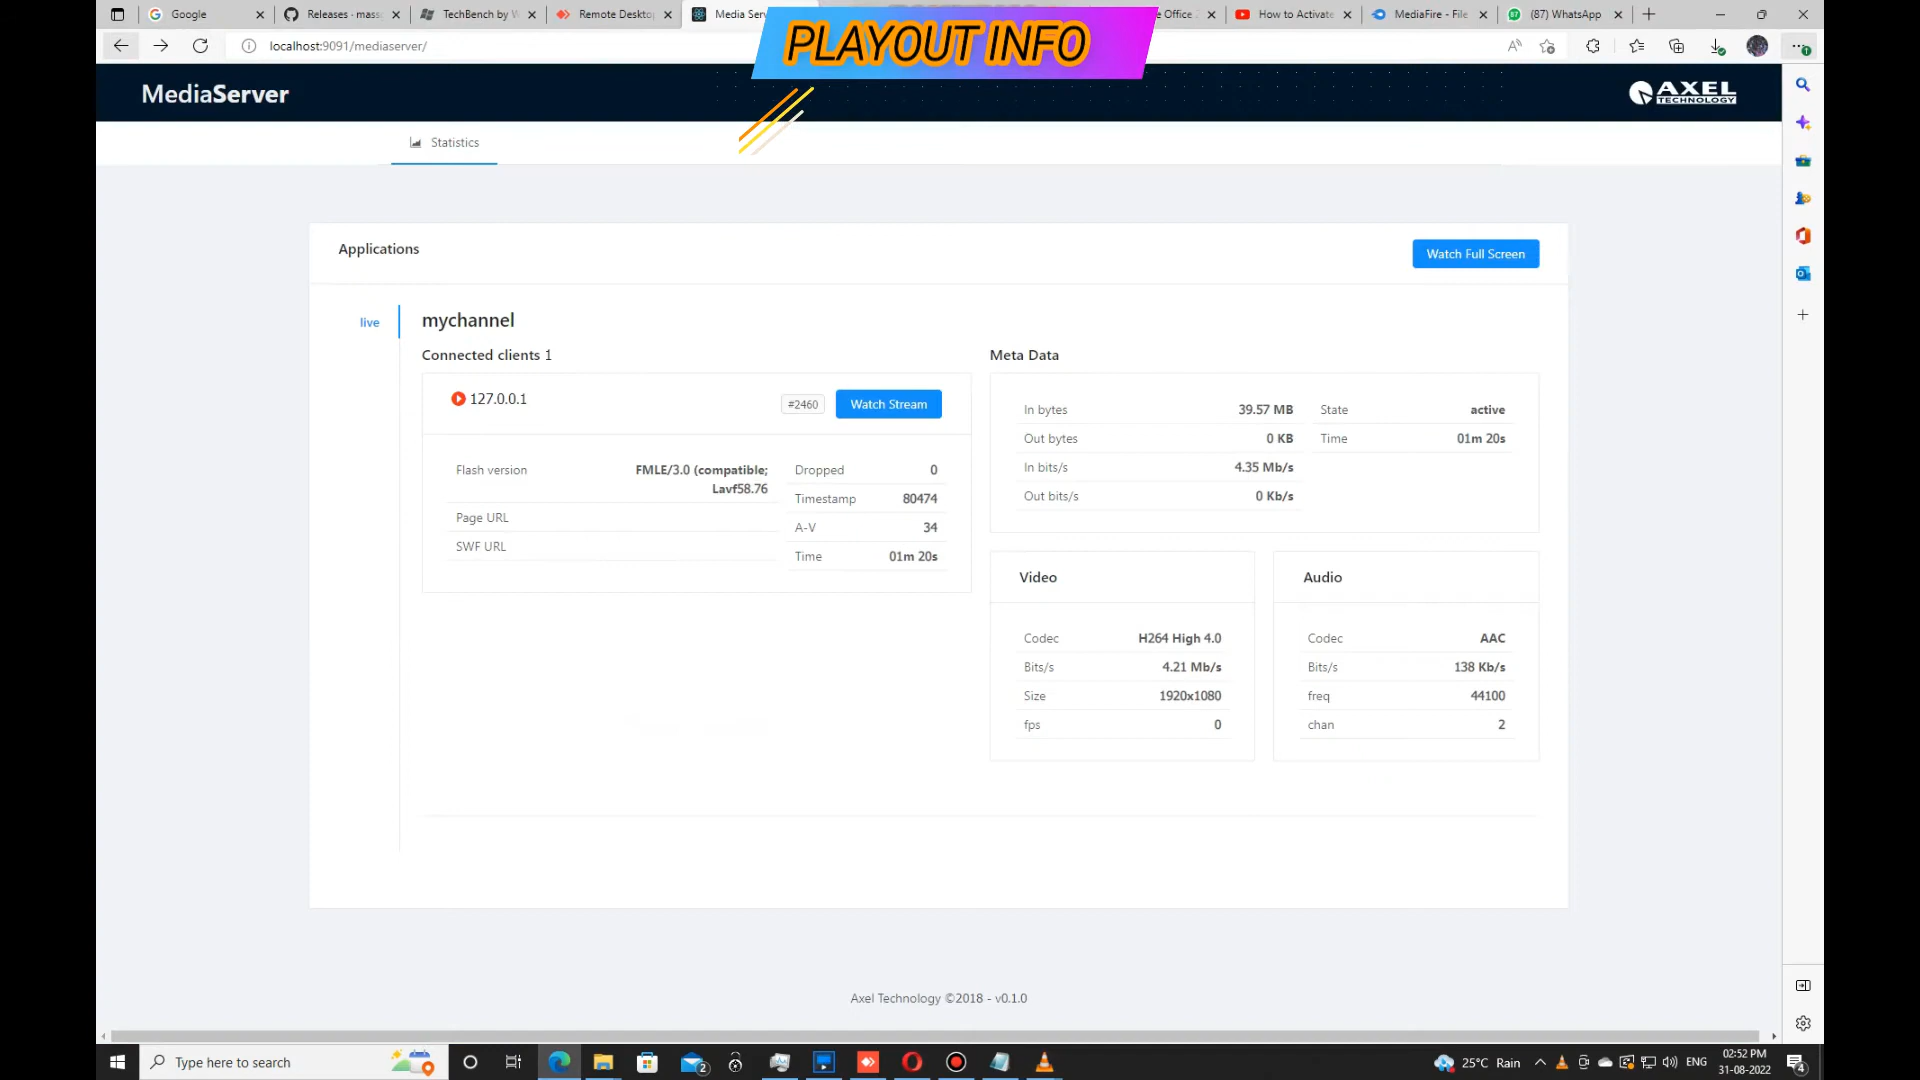 Google
Releases - mass
TechBench by W
Remote Desktop
Media Ser
e Office
How to Activate
MediaFire - File
(87) WhatsApp
PLAYOUT INFO
localhost:9091/mediaserver/
MediaServer
AXEL
TECHNOLOGY
Statistics
Applications
Watch Full Screen
live
mychannel
Connected clients 1
127.0.0.1
#2460
Watch Stream
Flash version FMLE/3.0 (compatible;
Lavf58.76
Page URL
SWF URL
Dropped 0
Timestamp 80474
A-V 34
Time 01m 20s
Meta Data
In bytes 39.57 MB
Out bytes 0 KB
In bits/s 4.35 Mb/s
Out bits/s 0 Kb/s
State active
Time 01m 20s
Video
Codec H264 High 4.0
Bits/s 4.21 Mb/s
Size 1920x1080
fps 0
Audio
Codec AAC
Bits/s 138 Kb/s
freq 44100
chan 2
Axel Technology ©2018 - v0.1.0
Type here to search
2
25°C Rain
ENG
02:52 PM
31-08-2022
4